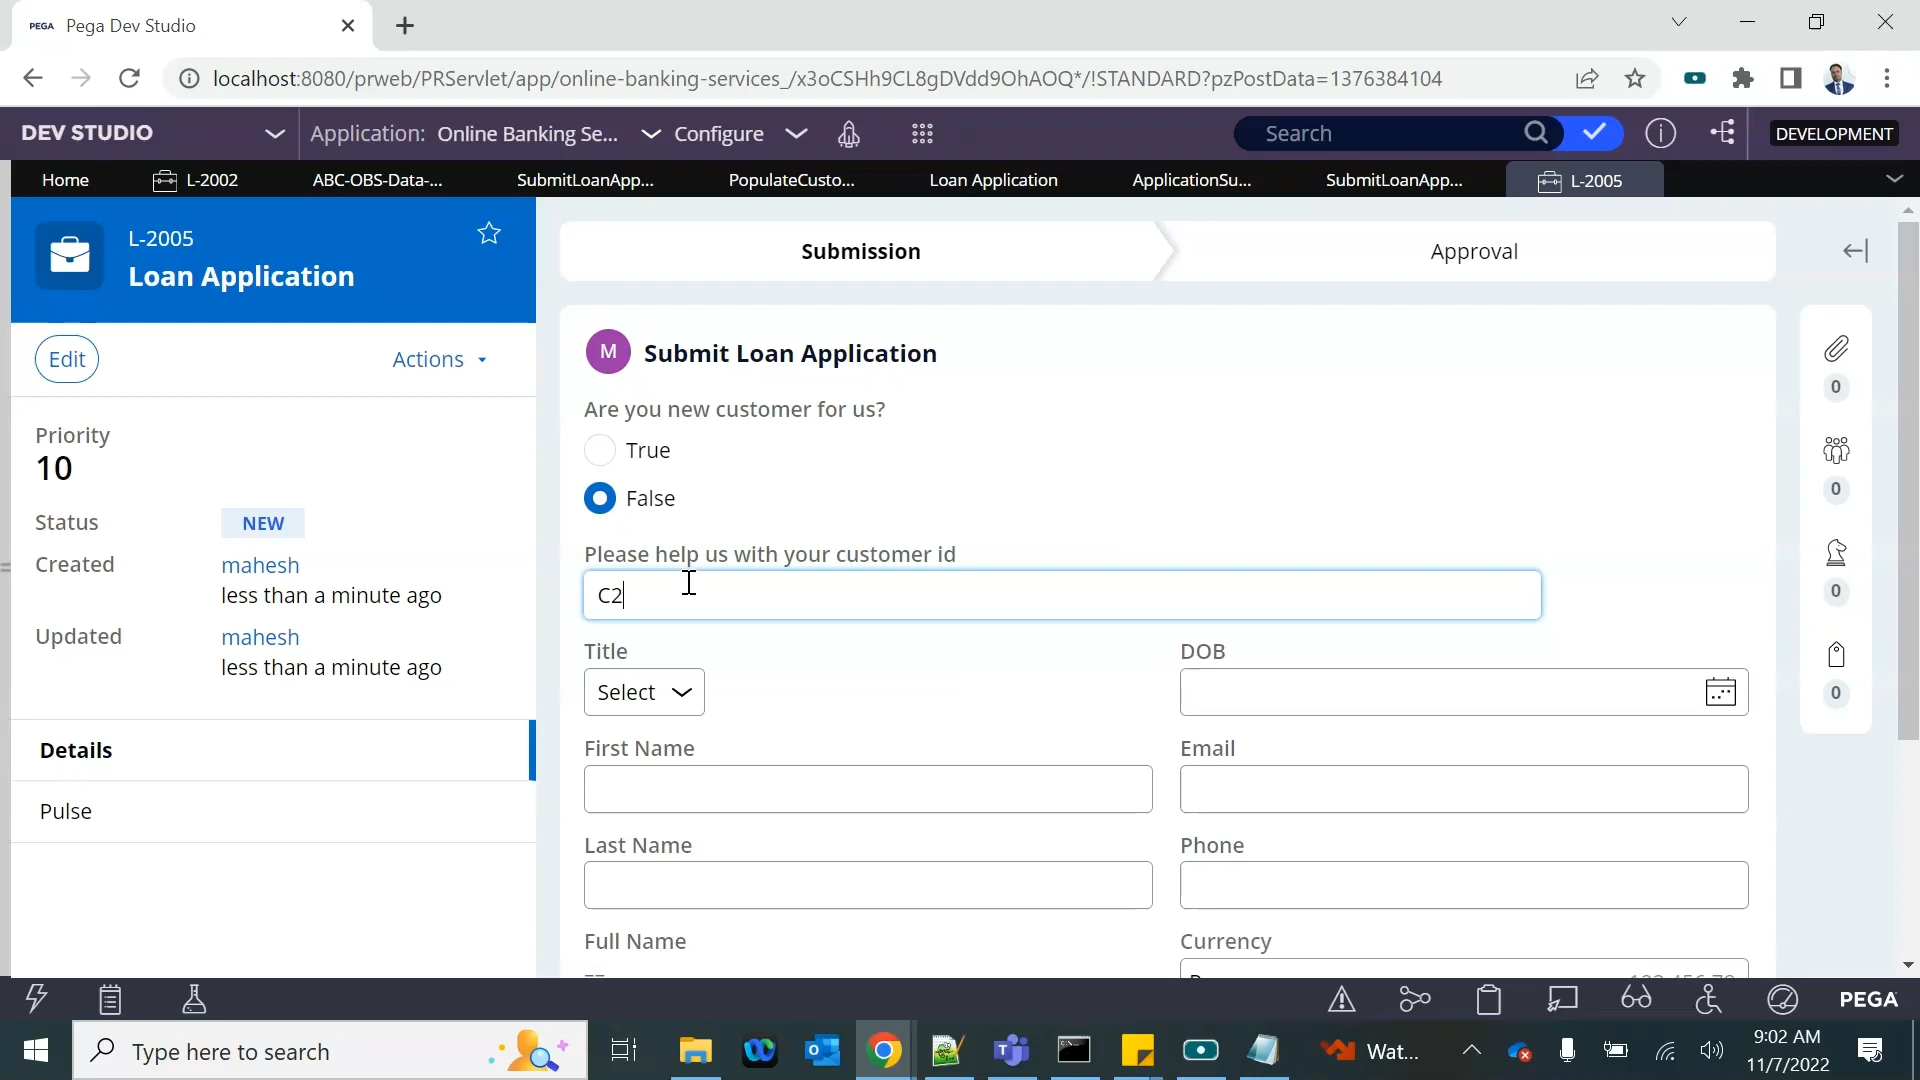 PEGA Pega Dev Studio
localhost:8080/prweb/PRServlet/app/online-banking-services_/x3oCSHh9CL8gDVdd9OhAOQ*/!STANDARD?pzPostData=1376384104
DEV STUDIO Application: Online Banking Se... Configure Search DEVELOPMENT
Home L-2002 ABC-OBS-Data-... SubmitLoanApp... PopulateCusto... Loan Application ApplicationSu... SubmitLoanApp... L-2005
L-2005
Loan Application
Edit Actions
Priority
10
Status NEW
Created mahesh
less than a minute ago
Updated mahesh
less than a minute ago
Details
Pulse
Submission Approval
M Submit Loan Application
Are you new customer for us?
True
False
Please help us with your customer id
C2
Title DOB
Select
First Name Email
Last Name Phone
Full Name Currency
0
0
0
0
PEGA
Type here to search
Wat...
9:02 AM
11/7/2022